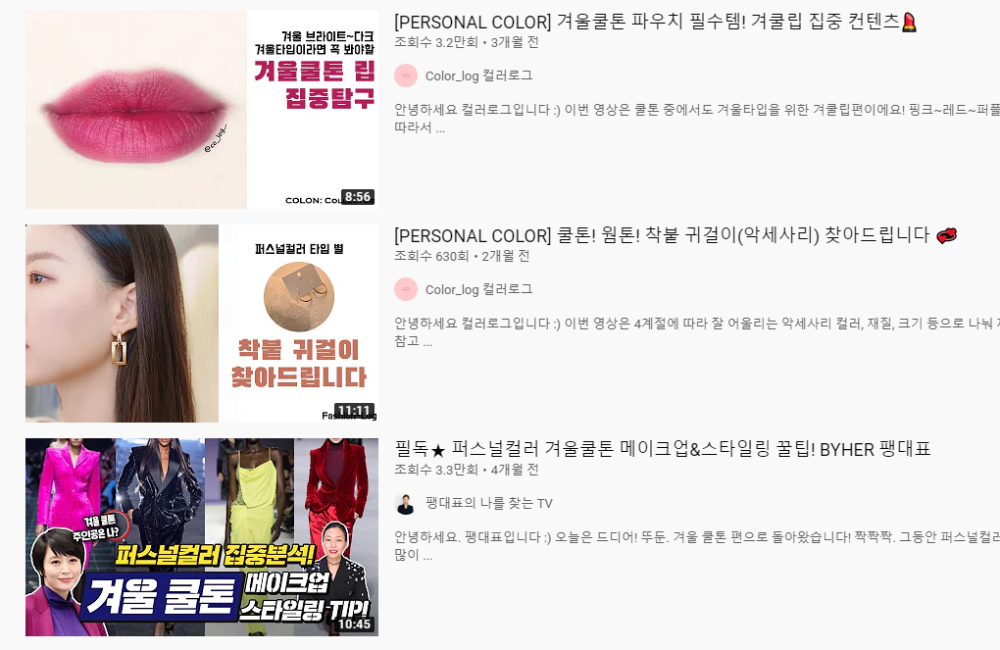 겨울 브라이트~다크
겨울타입이라면 꼭 봐야할
겨울쿨톤 립
집중탐구
@co_log_
COLON: Col
8:56
[PERSONAL COLOR] 겨울쿨톤 파우치 필수템! 겨쿨립 집중 컨텐츠💄
조회수 3.2만회 • 3개월 전
Color_log 컬러로그
안녕하세요 컬러로그입니다 :) 이번 영상은 쿨톤 중에서도 겨울타입을 위한 겨쿨립편이에요! 핑크~레드~퍼플
따라서 ...
퍼스널컬러 타입 별
착붙 귀걸이
찾아드립니다
11:11
[PERSONAL COLOR] 쿨톤! 웜톤! 착붙 귀걸이(악세사리) 찾아드립니다 💞
조회수 630회 • 2개월 전
Color_log 컬러로그
안녕하세요 컬러로그입니다 :) 이번 영상은 4계절에 따라 잘 어울리는 악세사리 컬러, 재질, 크기 등으로 나눠
참고 ...
겨울 쿨톤
주인공은 나?
퍼스널컬러 집중분석!
겨울 쿨톤
메이크업
스타일링 TIP!
10:45
필독★ 퍼스널컬러 겨울쿨톤 메이크업&스타일링 꿀팁! BYHER 팽대표
조회수 3.3만회 • 4개월 전
팽대표의 나를 찾는 TV
안녕하세요. 팽대표입니다 :) 오늘은 드디어! 뚜둔. 겨울 쿨톤 편으로 돌아왔습니다! 짝짝짝. 그동안 퍼스널컬러
많이 ...